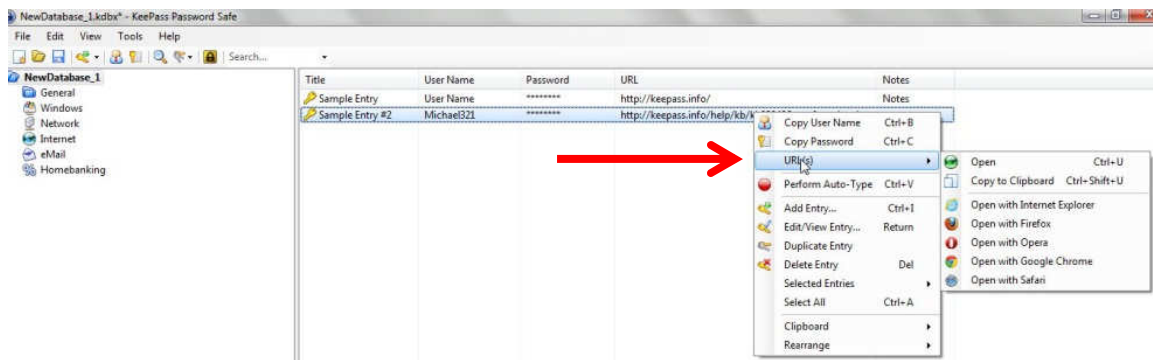 NewDatabase_1.kdbx* - KeePass Password Safe
File Edit View Tools Help
Search...
NewDatabase_1
General
Windows
Network
Internet
eMail
Homebanking
Title User Name Password URL Notes
Sample Entry User Name ******** http://keepass.info/ Notes
Sample Entry #2 Michael321 ******** http://keepass.info/help/kb/
Copy User Name Ctrl+B
Copy Password Ctrl+C
URL(s)
Perform Auto-Type Ctrl+V
Add Entry... Ctrl+I
Edit/View Entry... Return
Duplicate Entry
Delete Entry Del
Selected Entries
Select All Ctrl+A
Clipboard
Rearrange
Open Ctrl+U
Copy to Clipboard Ctrl+Shift+U
Open with Internet Explorer
Open with Firefox
Open with Opera
Open with Google Chrome
Open with Safari